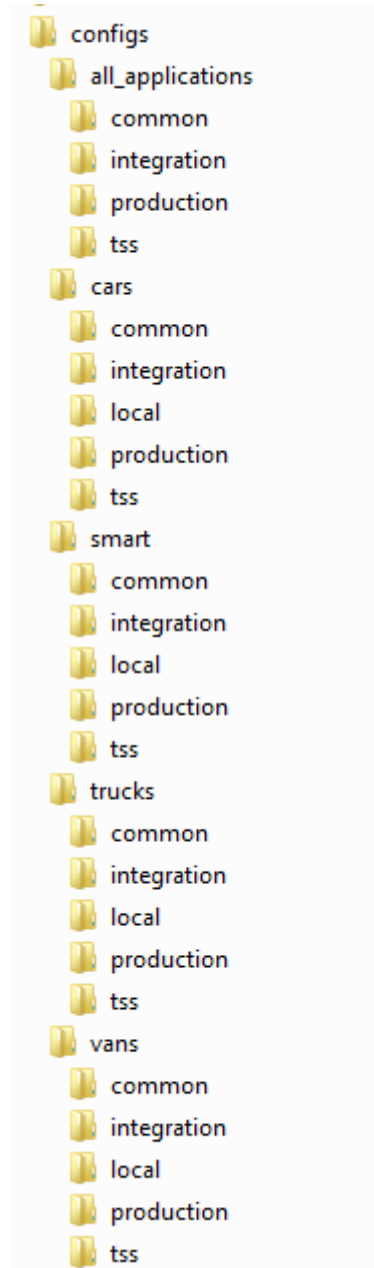 configs
all_applications
common
integration
production
tss
cars
common
integration
local
production
tss
smart
common
integration
local
production
tss
trucks
common
integration
local
production
tss
vans
common
integration
local
production
tss